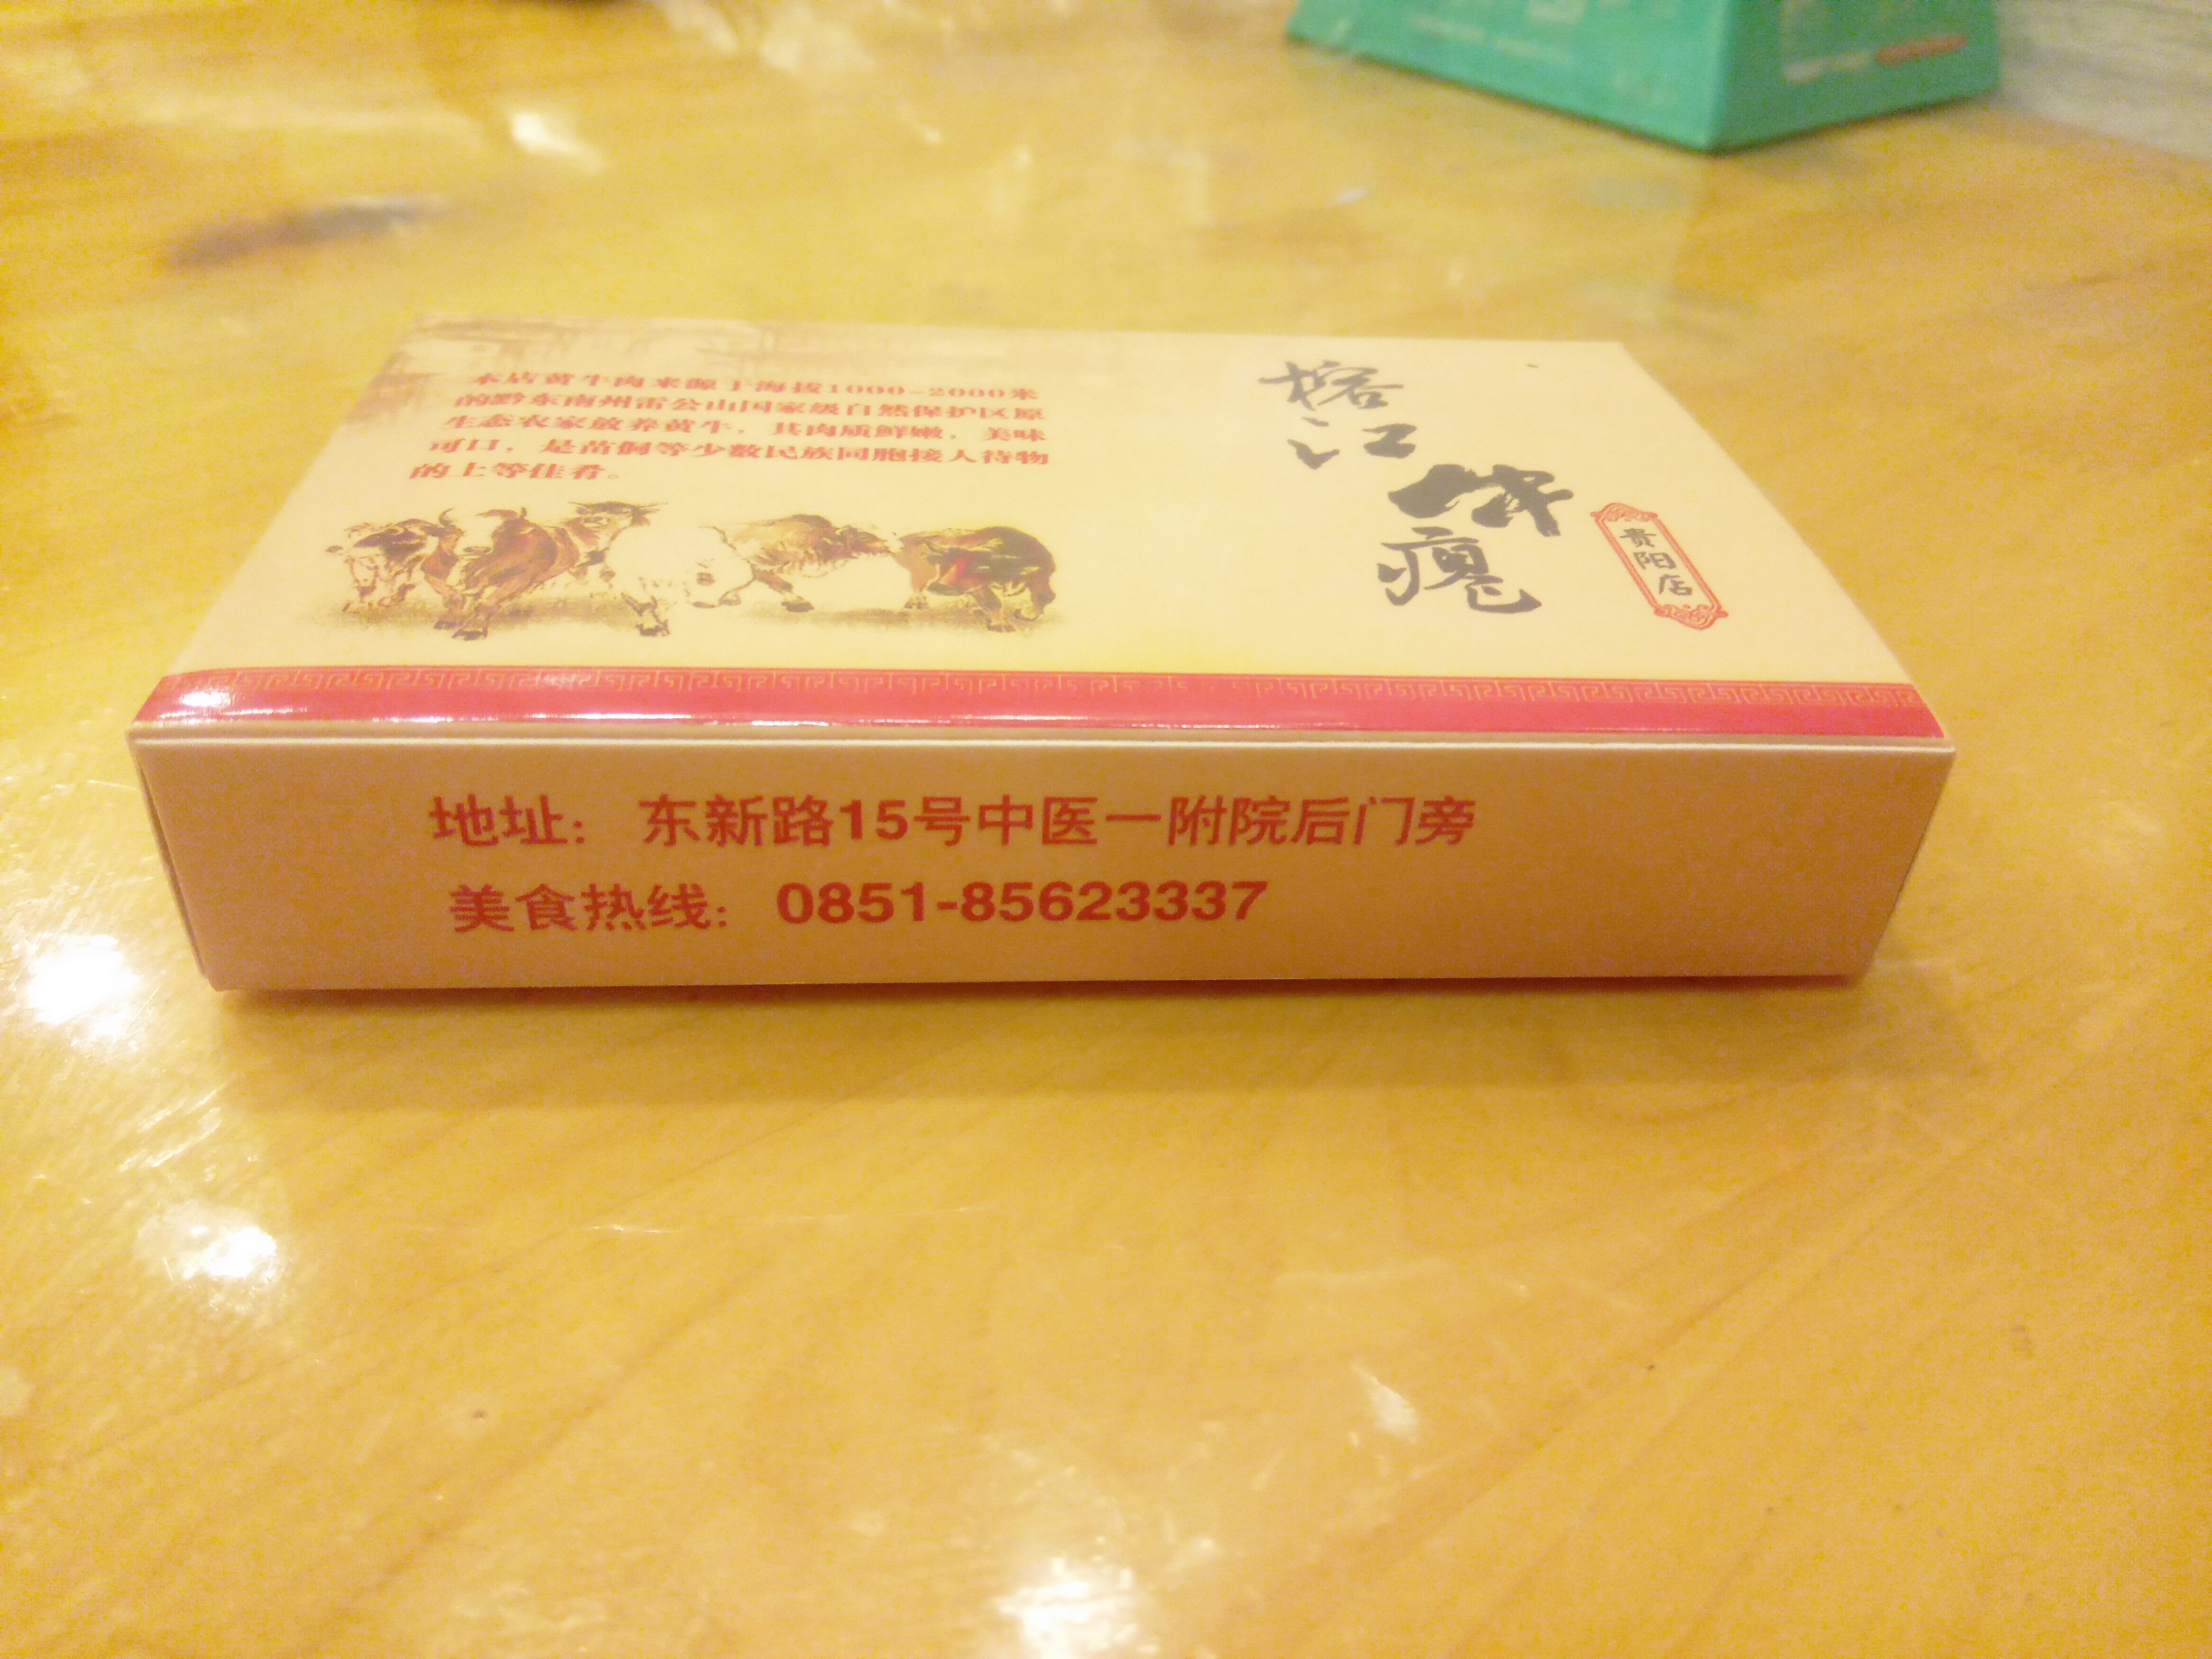 本店黄牛肉来源于海拔1000-2000米
的黔东南州雷公山国家级自然保护区原
生态农家放养黄牛，其肉质鲜嫩，美味
可口，是苗侗等少数民族同胞接人待物
的上等佳肴。
榕
江
牛
瘪
贵阳店
地址：东新路15号中医一附院后门旁
美食热线：0851-85623337